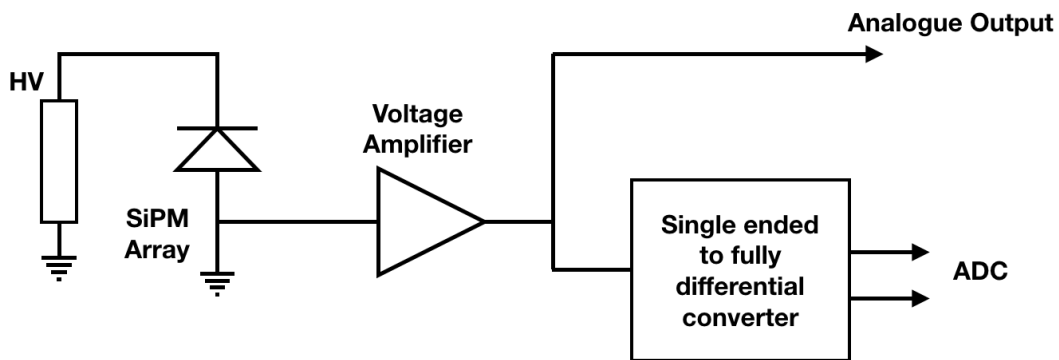 Analogue Output
HV
Voltage
Amplifier
SiPM
Array
Single ended
to fully
differential
converter
ADC